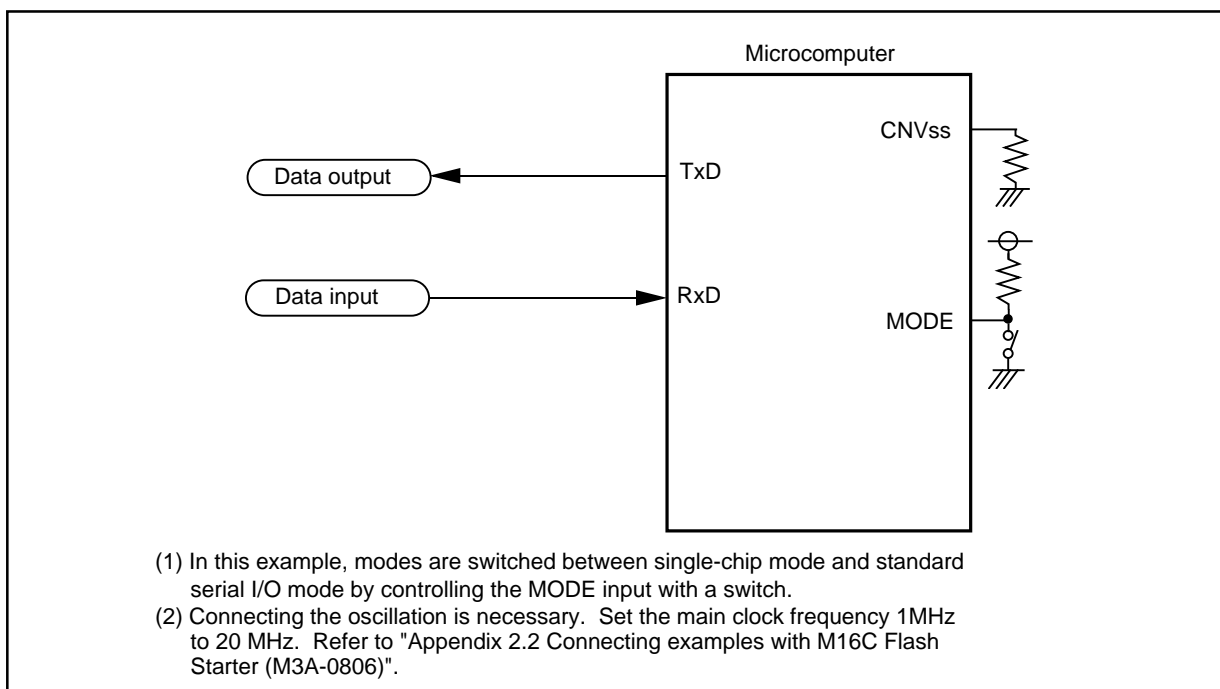 Microcomputer
CNVss
Data output
TxD
Data input
RxD
MODE
(1) In this example, modes are switched between single-chip mode and standard
serial I/O mode by controlling the MODE input with a switch.
(2) Connecting the oscillation is necessary. Set the main clock frequency 1MHz
to 20 MHz. Refer to "Appendix 2.2 Connecting examples with M16C Flash
Starter (M3A-0806)".